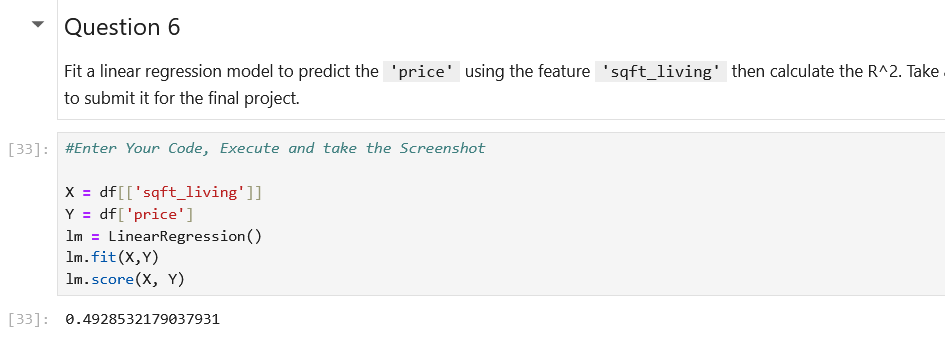 Question 6
Fit a linear regression model to predict the 'price' using the feature 'sqft_living' then calculate the R^2. Take
to submit it for the final project.
[33]: #Enter Your Code, Execute and take the Screenshot
X = df[['sqft_living']]
Y = df['price']
lm = LinearRegression()
lm.fit(X,Y)
lm.score(X, Y)
[33]: 0.4928532179037931